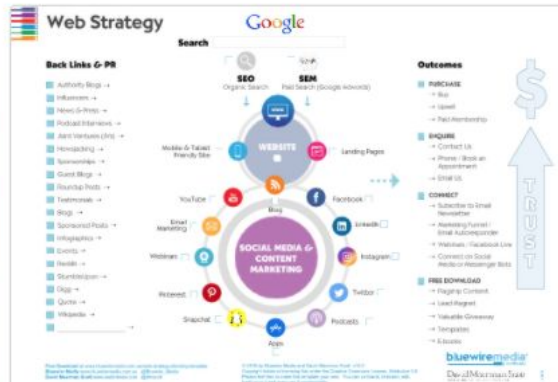 Web Strategy
Google
Search
Back Links & PR
Authority Blogs →
Influencers →
News & Press →
Podcast Interviews →
Joint Ventures (JVs) →
Newsjacking →
Sponsorships →
Guest Blogs →
Roundup Posts →
Testimonials →
Blogs →
Sponsored Posts →
Infographics →
Events →
Reddit →
Stumbleupon →
Digg →
Quora →
Wikipedia →
SEO
Organic Search
SEM
Paid Search (Google Adwords)
WEBSITE
Mobile & Tablet
Friendly Site
Landing Pages
Blog
YouTube
Facebook
Email
Marketing
LinkedIn
SOCIAL MEDIA &
CONTENT
MARKETING
Webinars
Instagram
Pinterest
Twitter
Snapchat
Podcasts
Apps
Outcomes
PURCHASE
→ Buy
→ Upsell
→ Paid Membership
ENQUIRE
→ Contact Us
→ Phone / Book an
Appointment
→ Email Us
CONNECT
→ Subscribe to Email
Newsletter
→ Marketing Funnel /
Email Autoresponder
→ Webinars / Facebook Live
→ Connect on Social
Media or Messenger Bots
FREE DOWNLOAD
→ Flagship Content
→ Lead Magnet
→ Valuable Giveaway
→ Templates
→ E-books
$
TRUST
bluewiremedia
David Meerman Scott